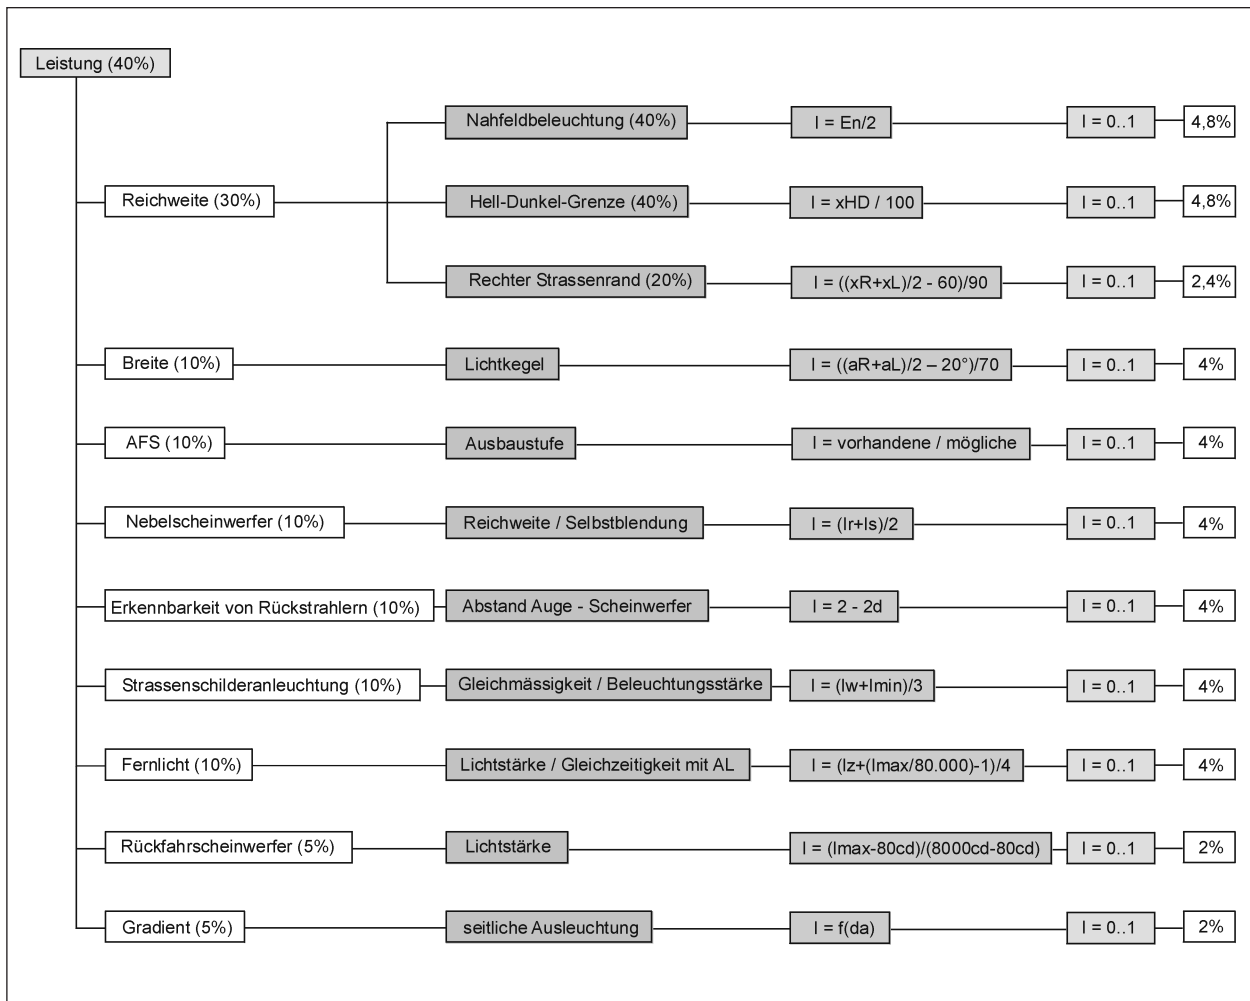 Leistung (40%)
Nahfeldbeleuchtung (40%)
I = En/2
I = 0..1
4,8%
Reichweite (30%)
Hell-Dunkel-Grenze (40%)
I = xHD / 100
I = 0..1
4,8%
Rechter Strassenrand (20%)
I = ((xR+xL)/2 - 60)/90
I = 0..1
2,4%
Breite (10%)
Lichtkegel
I = ((aR+aL)/2 – 20°)/70
I = 0..1
4%
AFS (10%)
Ausbaustufe
I = vorhandene / mögliche
I = 0..1
4%
Nebelscheinwerfer (10%)
Reichweite / Selbstblendung
I = (Ir+Is)/2
I = 0..1
4%
Erkennbarkeit von Rückstrahlern (10%)
Abstand Auge - Scheinwerfer
I = 2 - 2d
I = 0..1
4%
Strassenschilderanleuchtung (10%)
Gleichmässigkeit / Beleuchtungsstärke
I = (Iw+Imin)/3
I = 0..1
4%
Fernlicht (10%)
Lichtstärke / Gleichzeitigkeit mit AL
I = (Iz+(Imax/80.000)-1)/4
I = 0..1
4%
Rückfahrscheinwerfer (5%)
Lichtstärke
I = (Imax-80cd)/(8000cd-80cd)
I = 0..1
2%
Gradient (5%)
seitliche Ausleuchtung
I = f(da)
I = 0..1
2%